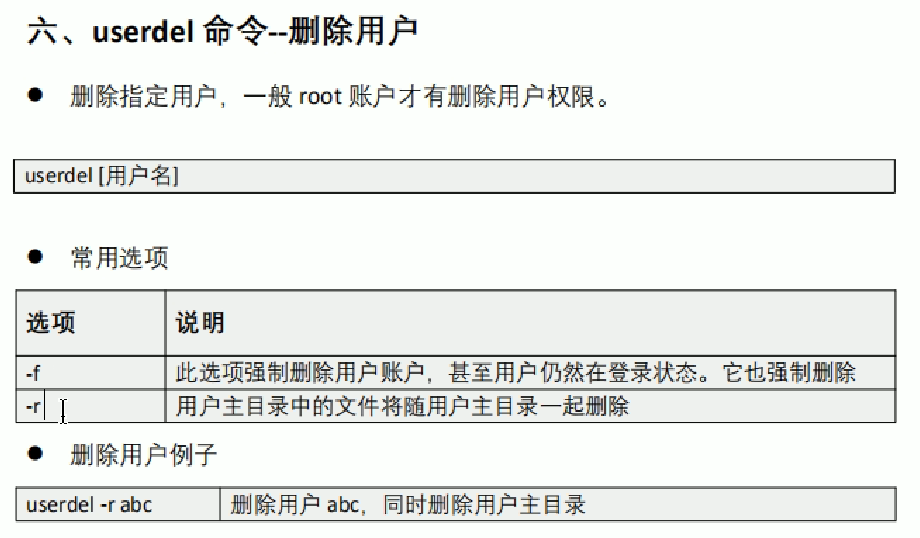 六、userdel 命令--删除用户
● 删除指定用户，一般 root 账户才有删除用户权限。
userdel [用户名]
● 常用选项
选项 说明
-f 此选项强制删除用户账户，甚至用户仍然在登录状态。它也强制删除
-r 用户主目录中的文件将随用户主目录一起删除
● 删除用户例子
userdel -r abc 删除用户 abc，同时删除用户主目录